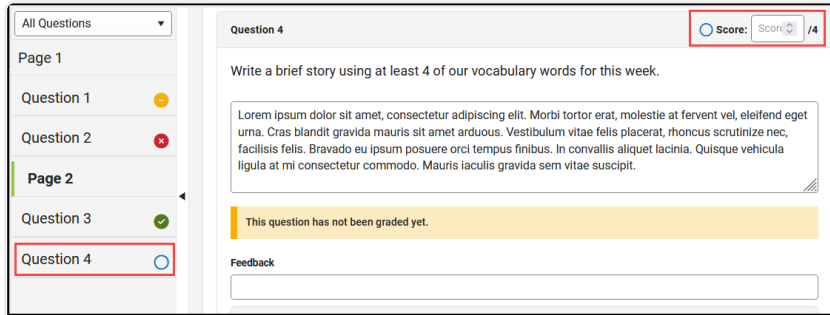 All Questions
Page 1
Question 1
Question 2
Page 2
Question 3
Question 4
Question 4
Score: Score /4
Write a brief story using at least 4 of our vocabulary words for this week.
Lorem ipsum dolor sit amet, consectetur adipiscing elit. Morbi tortor erat, molestie at fervent vel, eleifend eget
urna. Cras blandit gravida mauris sit amet arduous. Vestibulum vitae felis placerat, rhoncus scrutinize nec,
facilisis felis. Bravado eu ipsum posuere orci tempus finibus. In convallis aliquet lacinia. Quisque vehicula
ligula at mi consectetur commodo. Mauris iaculis gravida sem vitae suscipit.
This question has not been graded yet.
Feedback